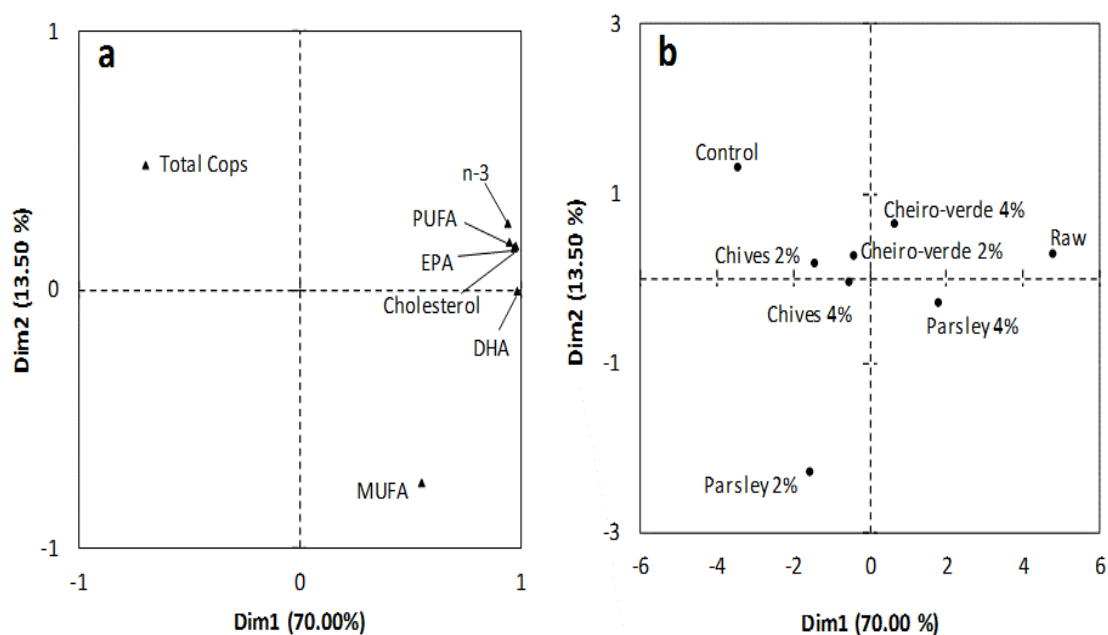 a
1
0
-1
Dim2 (13.50 %)
Total Cops
n-3
PUFA
EPA
Cholesterol
DHA
MUFA
-1
0
1
Dim1 (70.00%)
b
3
1
-1
-3
Dim2 (13.50 %)
Control
Cheiro-verde 4%
Raw
Chives 2%
Cheiro-verde 2%
Chives 4%
Parsley 4%
Parsley 2%
-6
-4
-2
0
2
4
6
Dim1 (70.00 %)